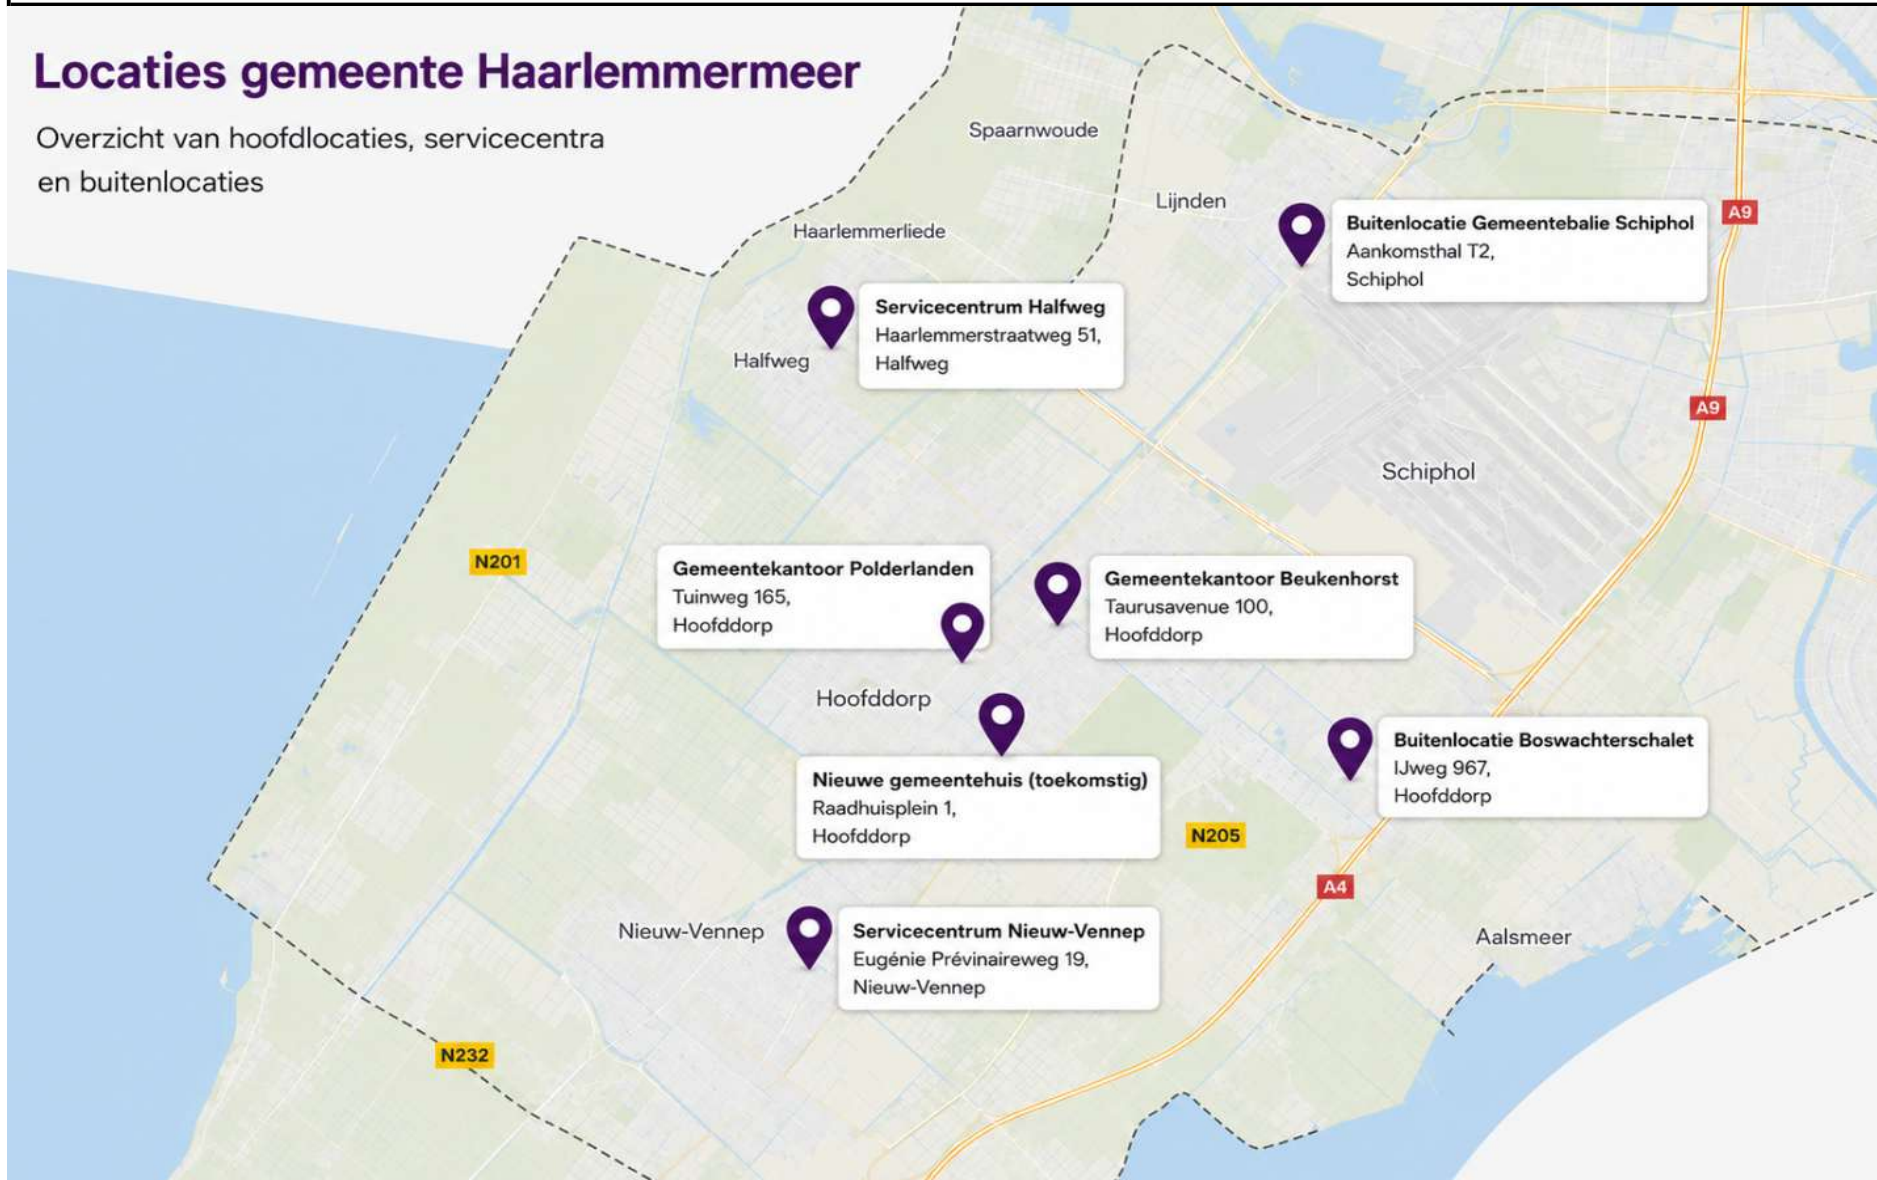 Locaties gemeente Haarlemmermeer
Overzicht van hoofdlocaties, servicecentra
en buitenlocaties
Spaarnwoude
Lijnden
Haarlemmerliede
A9
Buitenlocatie Gemeentebalie Schiphol
Aankomsthal T2,
Schiphol
Servicecentrum Halfweg
Haarlemmerstraatweg 51,
Halfweg
Halfweg
A9
Schiphol
N201
Gemeentekantoor Polderlanden
Tuinweg 165,
Hoofddorp
Gemeentekantoor Beukenhorst
Taurusavenue 100,
Hoofddorp
Hoofddorp
Buitenlocatie Boswachterschalet
IJweg 967,
Hoofddorp
Nieuwe gemeentehuis (toekomstig)
Raadhuisplein 1,
Hoofddorp
N205
A4
Nieuw-Vennep
Servicecentrum Nieuw-Vennep
Eugénie Prévinaireweg 19,
Nieuw-Vennep
Aalsmeer
N232